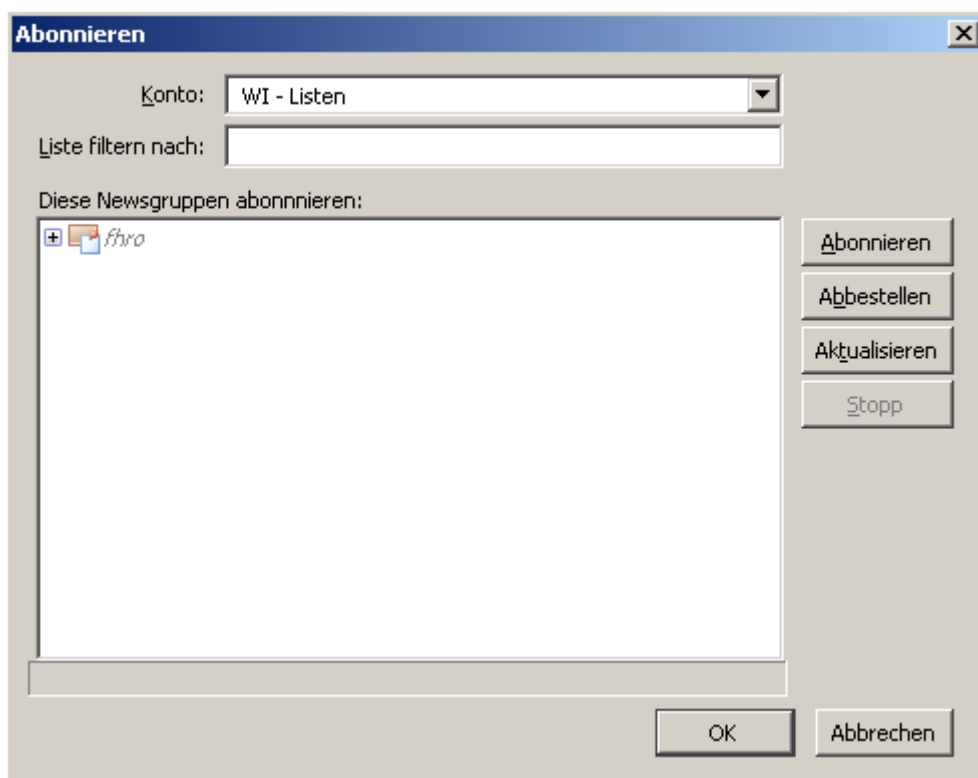 Abonnieren
Konto: WI - Listen
Liste filtern nach:
Diese Newsgruppen abonnnieren:
fhro
Abonnieren
Abbestellen
Aktualisieren
Stopp
OK Abbrechen